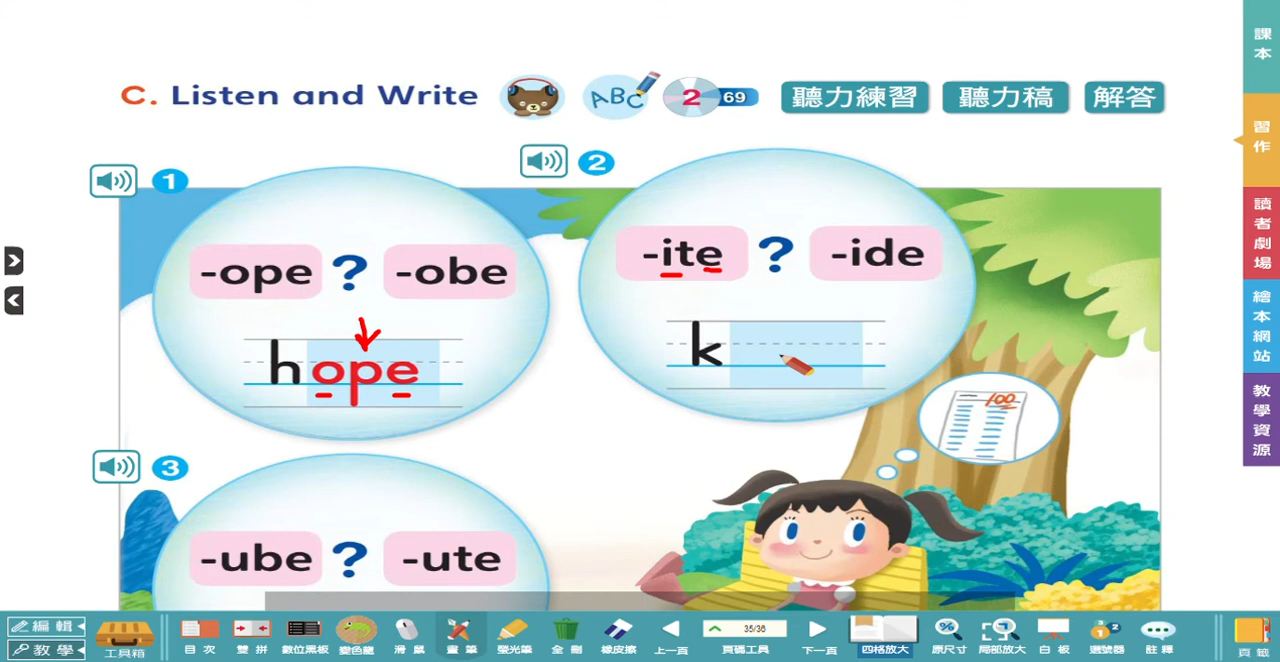 C. Listen and Write ABC 2 69 聽力練習 聽力稿 解答
1
-ope ? -obe
hope
2
-ite ? -ide
k
100
3
-ube ? -ute
課本
習作
讀者劇場
繪本網站
教學資源
編輯
教學
工具箱 目次 雙拼 數位黑板 變色龍 滑鼠 畫筆 螢光筆 全刪 橡皮擦 上一頁 35/36 頁碼工具 下一頁 四格放大 % 原尺寸 局部放大 白板 1 2 3 選號器 註釋 頁籤